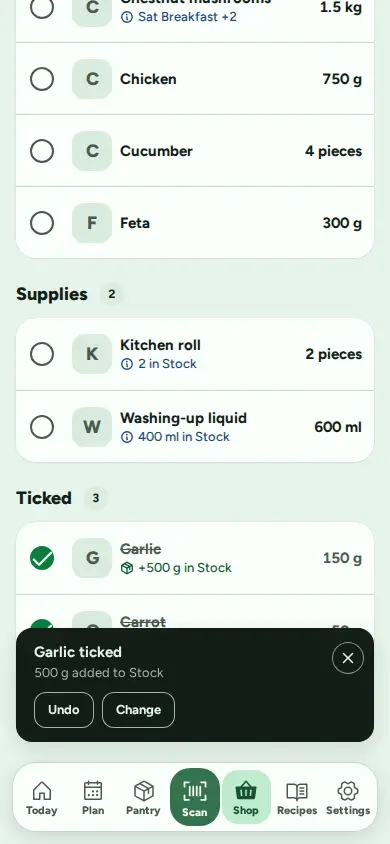 C
Chestnut mushrooms
1.5 kg
Sat Breakfast +2
C
Chicken
750 g
C
Cucumber
4 pieces
F
Feta
300 g
Supplies 2
K
Kitchen roll
2 pieces
2 in Stock
W
Washing-up liquid
600 ml
400 ml in Stock
Ticked 3
G
Garlic
150 g
+500 g in Stock
Carrot
Garlic ticked
500 g added to Stock
Undo
Change
Today
Plan
Pantry
Scan
Shop
Recipes
Settings